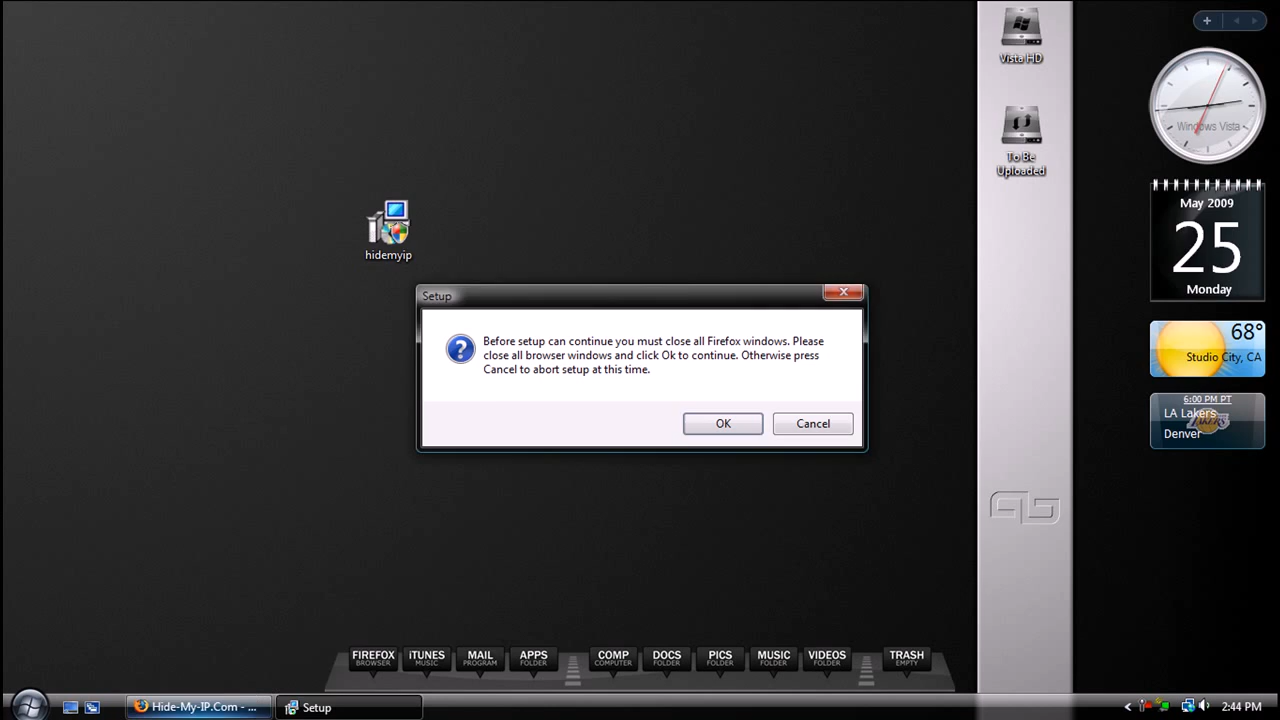 Vista HD
To Be
Uploaded
Windows Vista
May 2009
25
Monday
68°
Studio City, CA
6:00 PM PT
LA Lakers
Denver
hidemyip
Setup
Before setup can continue you must close all Firefox windows. Please
close all browser windows and click Ok to continue. Otherwise press
Cancel to abort setup at this time.
OK
Cancel
FIREFOX
BROWSER
iTUNES
MUSIC
MAIL
PROGRAM
APPS
FOLDER
COMP
COMPUTER
DOCS
FOLDER
PICS
FOLDER
MUSIC
FOLDER
VIDEOS
FOLDER
TRASH
EMPTY
Hide-My-IP.Com - ...
Setup
2:44 PM